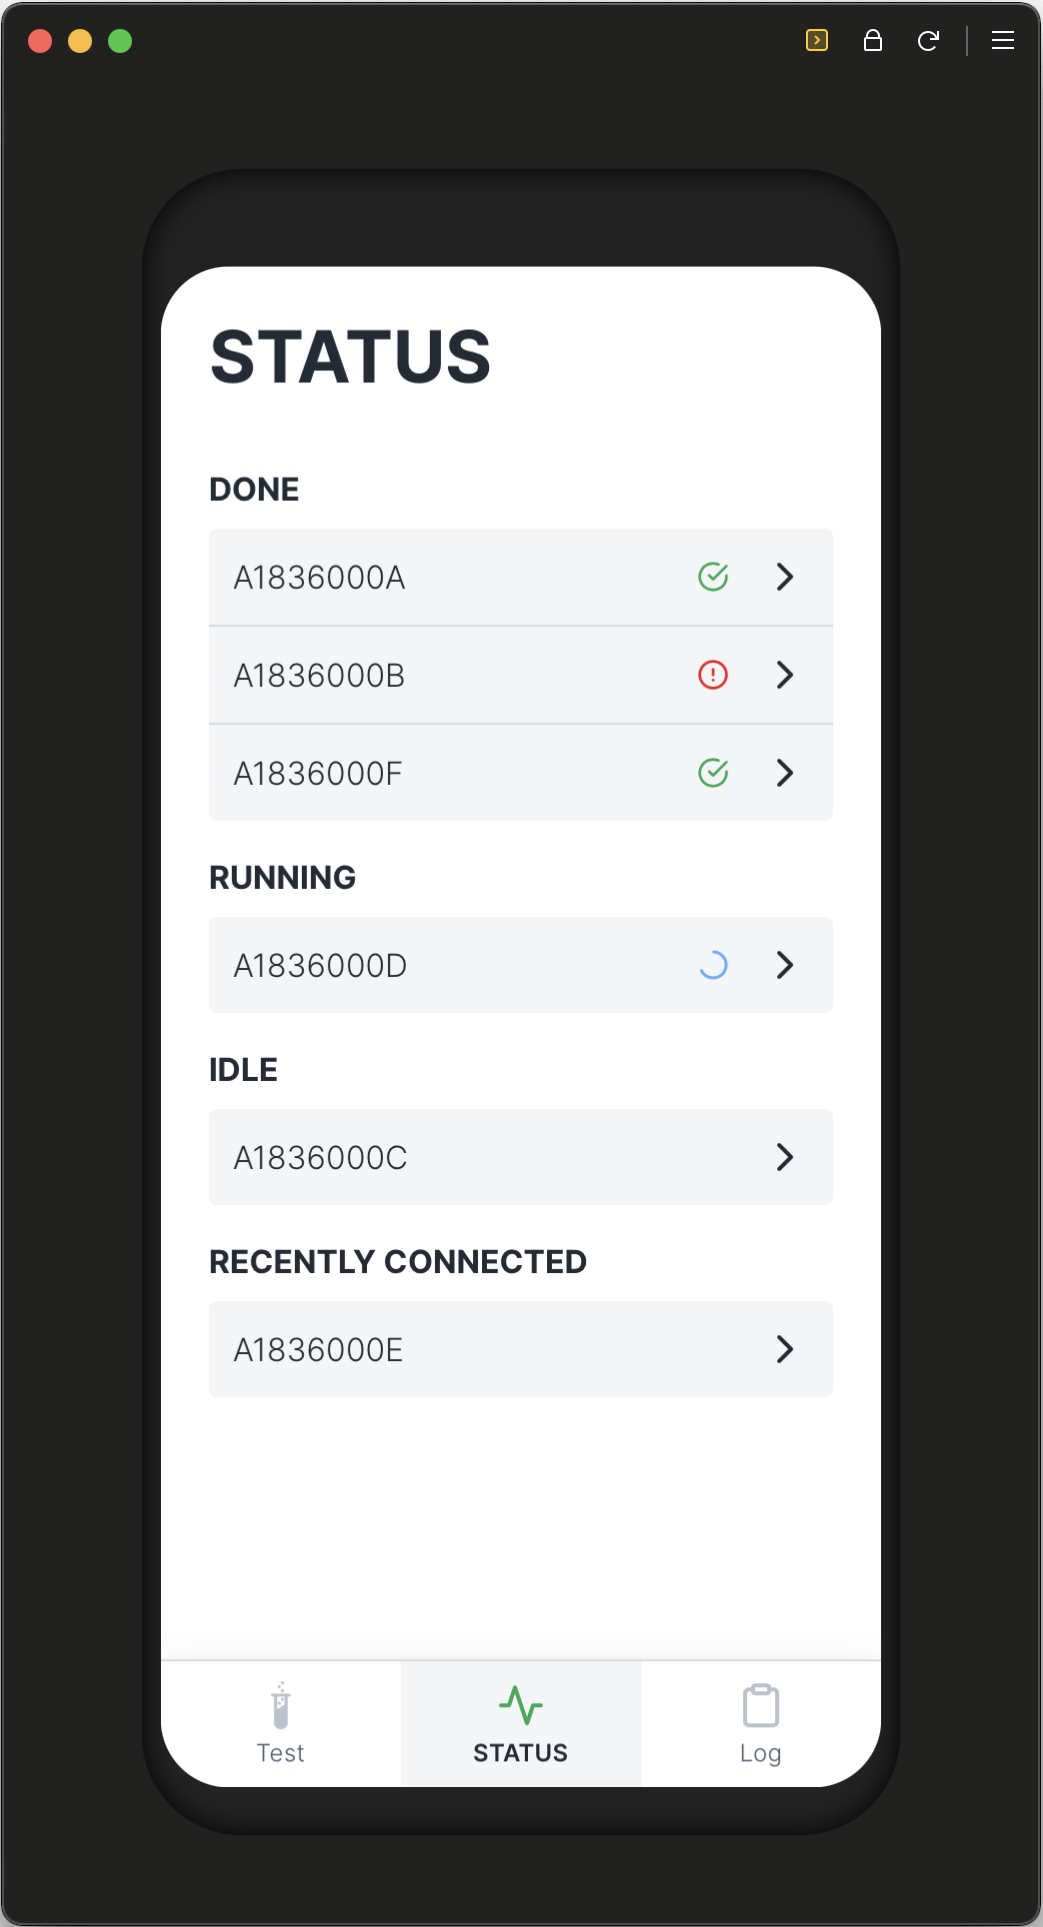 STATUS
DONE
A1836000A
A1836000B
A1836000F
RUNNING
A1836000D
IDLE
A1836000C
RECENTLY CONNECTED
A1836000E
Test
STATUS
Log